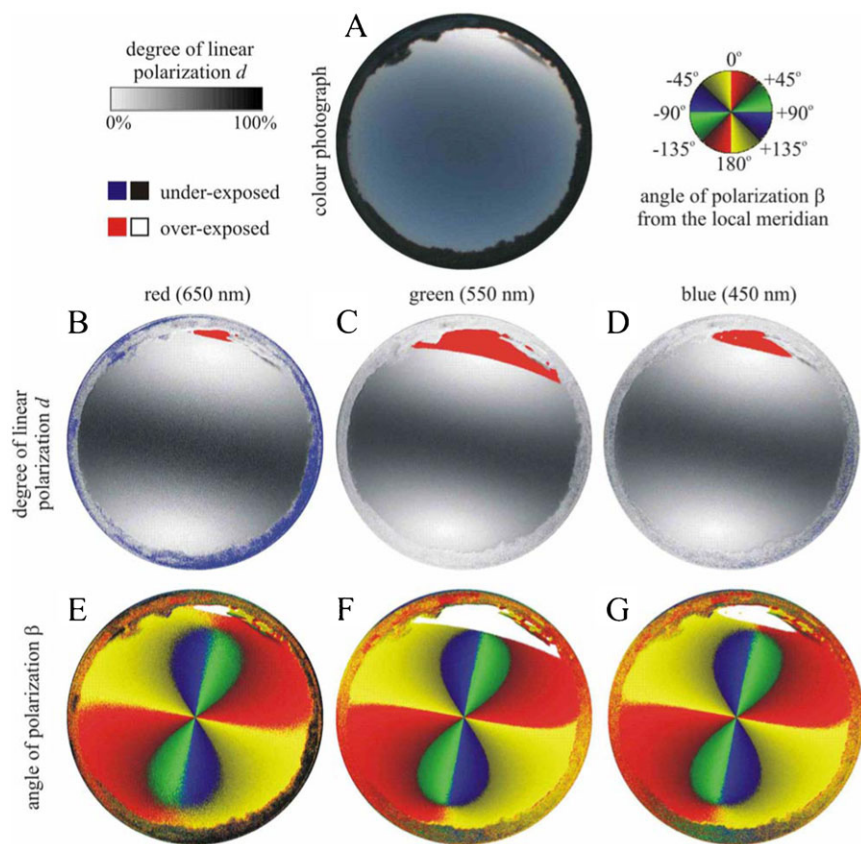 A
degree of linear
polarization d
0%
100%
under-exposed
over-exposed
colour photograph
0°
-45°
+45°
-90°
+90°
-135°
+135°
180°
angle of polarization β
from the local meridian
red (650 nm)
green (550 nm)
blue (450 nm)
B
C
D
degree of linear
polarization d
E
F
G
angle of polarization β